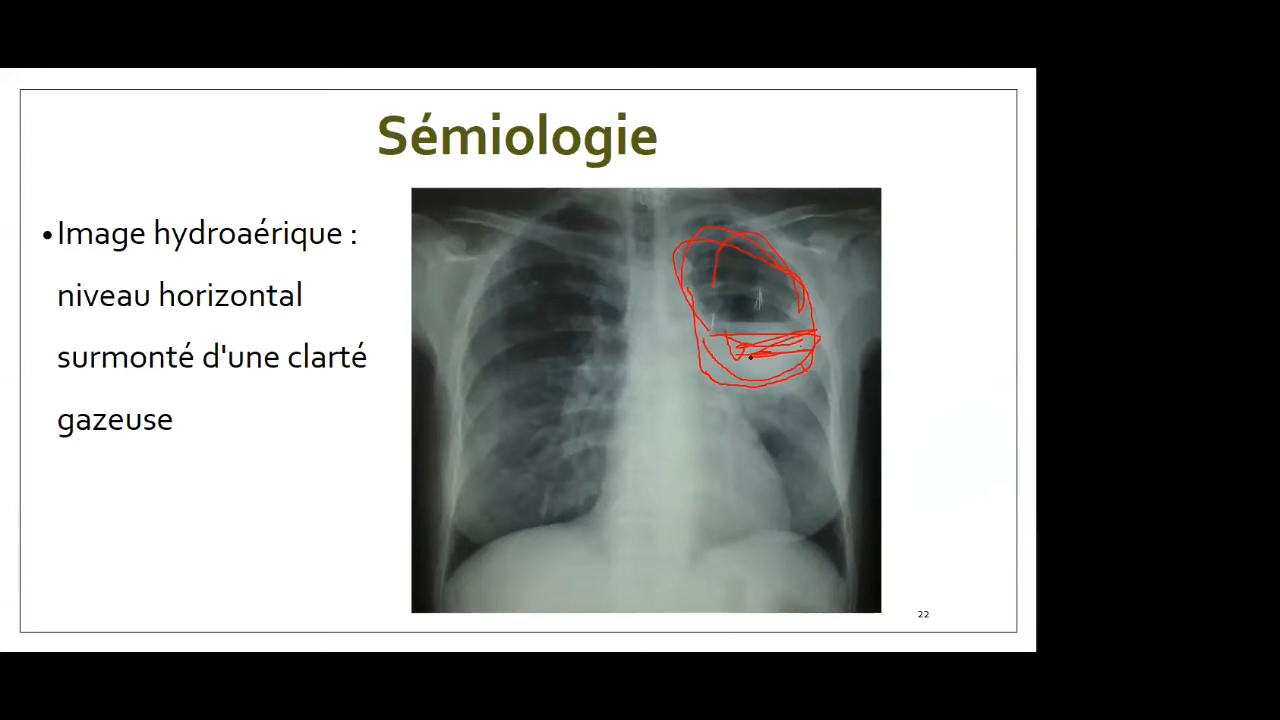 Sémiologie
• Image hydroaérique :
niveau horizontal
surmonté d'une clarté
gazeuse
22